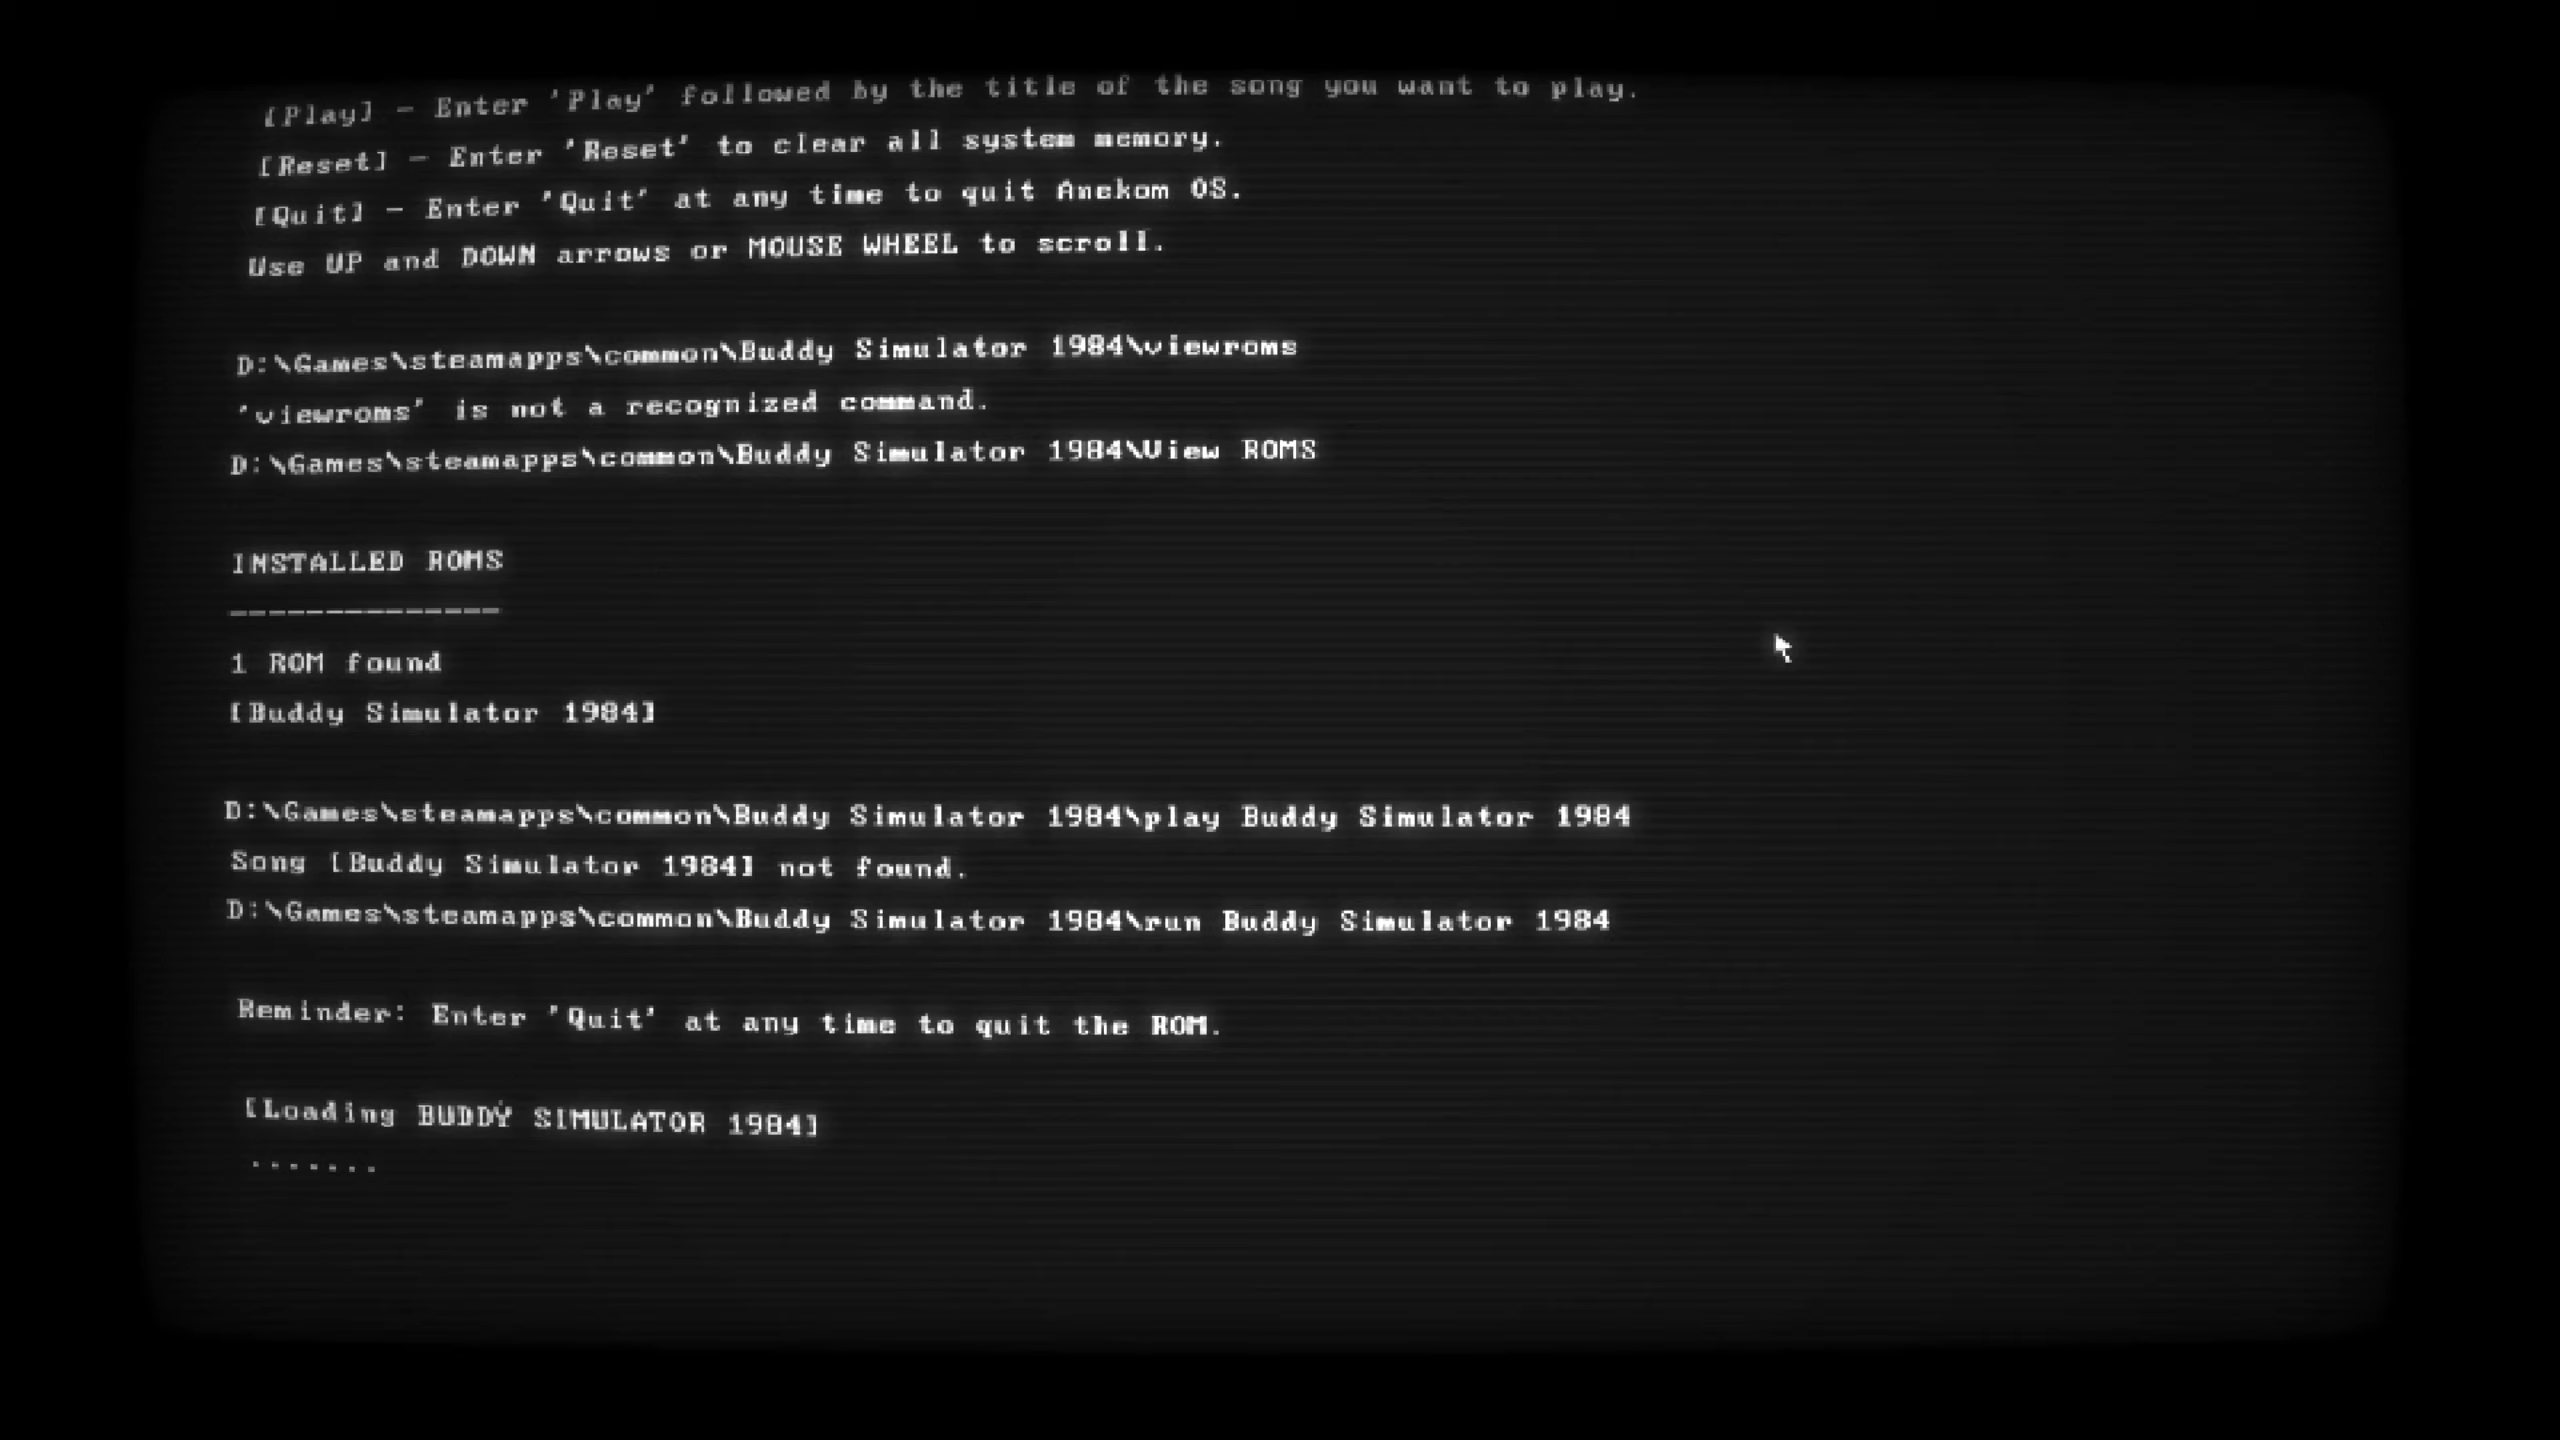 [Play] - Enter 'Play' followed by the title of the song you want to play.
[Reset] - Enter 'Reset' to clear all system memory.
[Quit] - Enter 'Quit' at any time to quit Anekom OS.
Use UP and DOWN arrows or MOUSE WHEEL to scroll.
D:\Games\steamapps\common\Buddy Simulator 1984\viewroms
'viewroms' is not a recognized command.
D:\Games\steamapps\common\Buddy Simulator 1984\View ROMS
INSTALLED ROMS
--------------
1 ROM found
[Buddy Simulator 1984]
D:\Games\steamapps\common\Buddy Simulator 1984\play Buddy Simulator 1984
Song [Buddy Simulator 1984] not found.
D:\Games\steamapps\common\Buddy Simulator 1984\run Buddy Simulator 1984
Reminder: Enter 'Quit' at any time to quit the ROM.
[Loading BUDDY SIMULATOR 1984]
.......